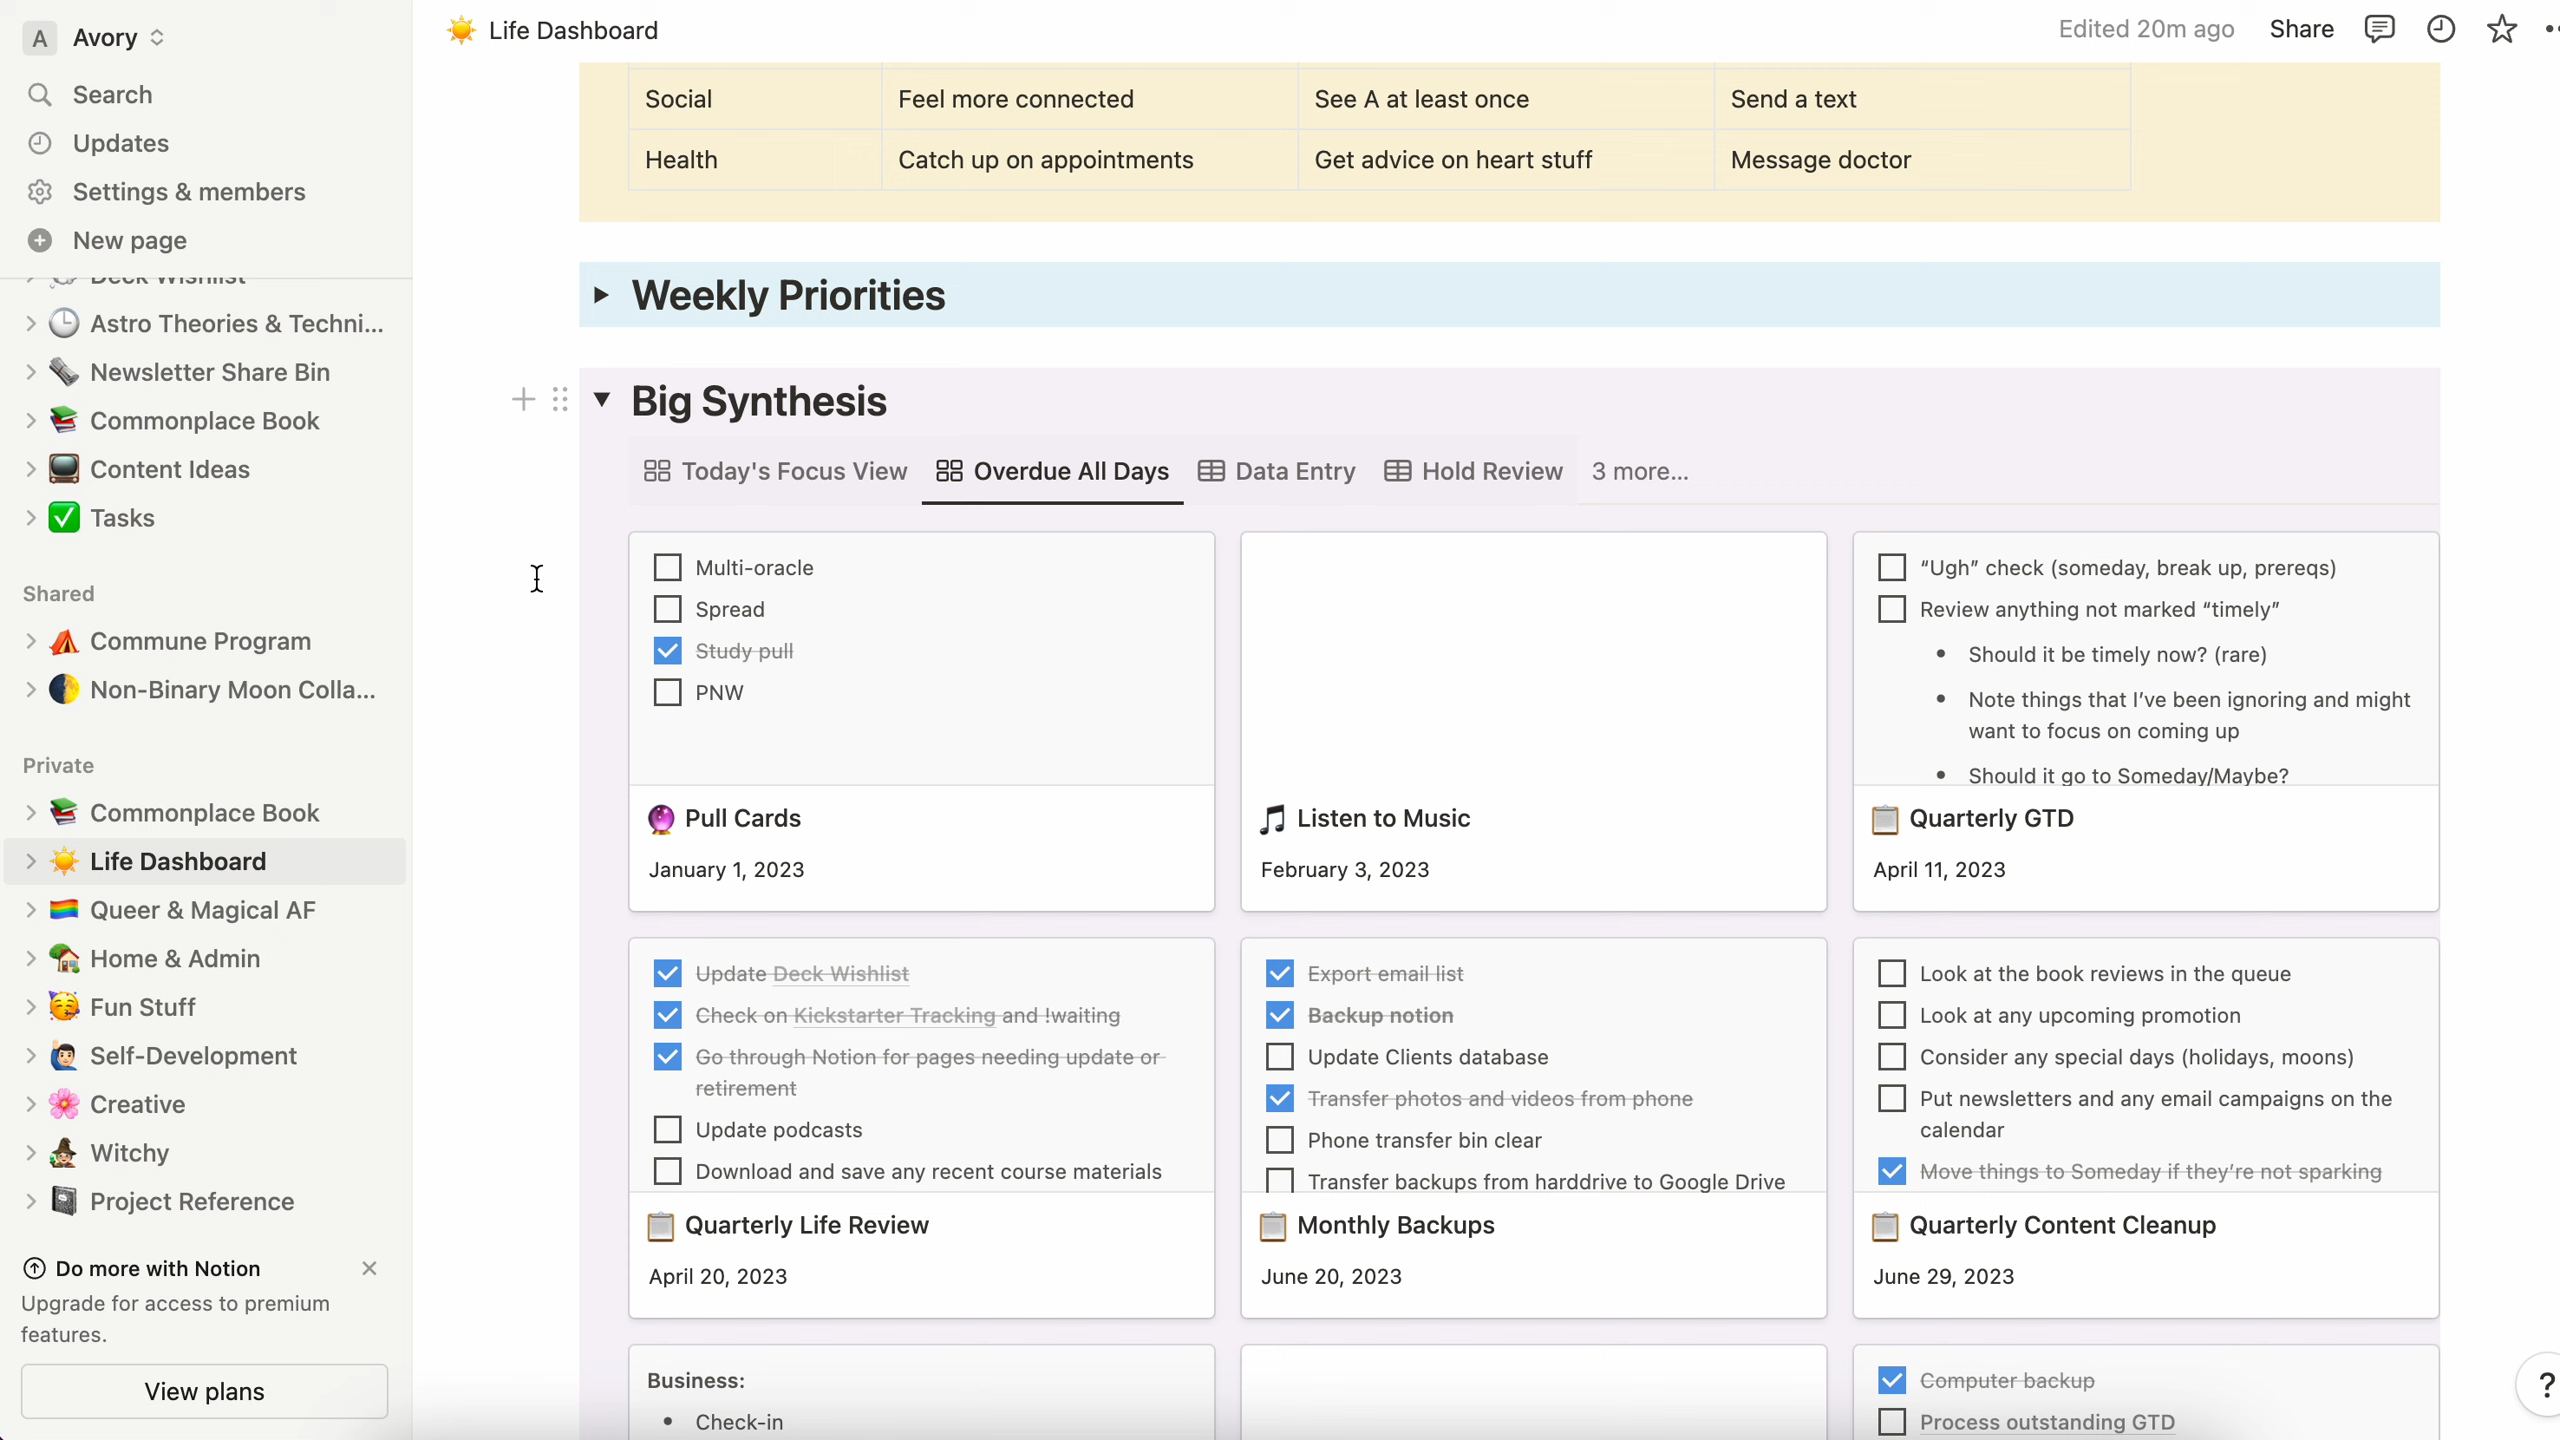 A Avory
Search
Updates
Settings & members
New page
Deck Wishlist
Astro Theories & Techni...
Newsletter Share Bin
Commonplace Book
Content Ideas
Tasks
Shared
Commune Program
Non-Binary Moon Colla...
Private
Commonplace Book
Life Dashboard
Queer & Magical AF
Home & Admin
Fun Stuff
Self-Development
Creative
Witchy
Project Reference
Do more with Notion
Upgrade for access to premium
features.
View plans
Life Dashboard
Edited 20m ago Share
Social Feel more connected See A at least once Send a text
Health Catch up on appointments Get advice on heart stuff Message doctor
Weekly Priorities
Big Synthesis
Today's Focus View Overdue All Days Data Entry Hold Review 3 more...
Multi-oracle
Spread
Study pull
PNW
Pull Cards
January 1, 2023
Listen to Music
February 3, 2023
“Ugh” check (someday, break up, prereqs)
Review anything not marked “timely”
• Should it be timely now? (rare)
• Note things that I’ve been ignoring and might
want to focus on coming up
• Should it go to Someday/Maybe?
Quarterly GTD
April 11, 2023
Update Deck Wishlist
Check on Kickstarter Tracking and !waiting
Go through Notion for pages needing update or
retirement
Update podcasts
Download and save any recent course materials
Quarterly Life Review
April 20, 2023
Export email list
Backup notion
Update Clients database
Transfer photos and videos from phone
Phone transfer bin clear
Transfer backups from harddrive to Google Drive
Monthly Backups
June 20, 2023
Look at the book reviews in the queue
Look at any upcoming promotion
Consider any special days (holidays, moons)
Put newsletters and any email campaigns on the
calendar
Move things to Someday if they’re not sparking
Quarterly Content Cleanup
June 29, 2023
Business:
• Check-in
Computer backup
Process outstanding GTD
?